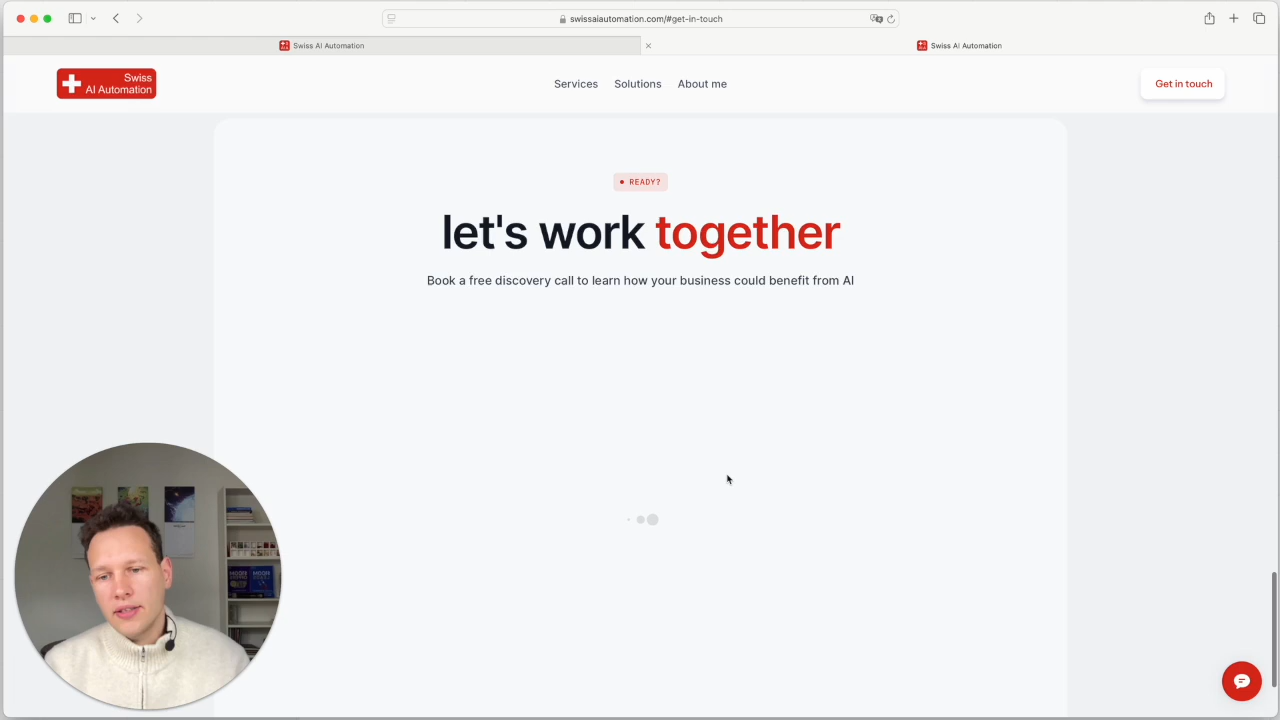 swissaiautomation.com/#get-in-touch
Swiss AI Automation
Swiss AI Automation
Swiss
AI Automation
Services
Solutions
About me
Get in touch
READY?
let's work together
Book a free discovery call to learn how your business could benefit from AI